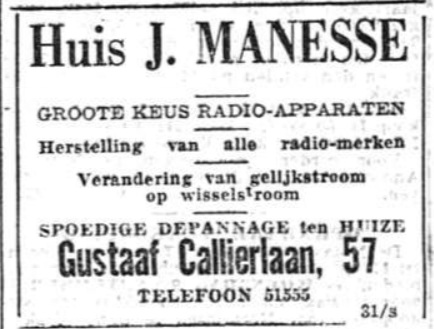 Huis J. MANESSE
GROOTE KEUS RADIO-APPARATEN
Herstelling van alle radio-merken
Verandering van gelijkstroom
op wisselstroom
SPOEDIGE DEPANNAGE ten HUIZE
Gustaaf Callierlaan, 57
TELEFOON 51555
31/s